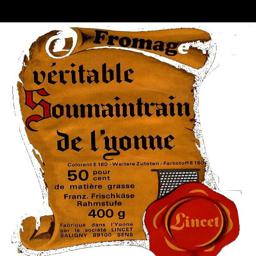 Fromage
véritable
Soumaintrain
de l'yonne
Colorant E 160 - Weitere Zutaten - Farbstoff E 160
50 pour cent
de matière grasse
Franz. Frischkäse
Rahmstufe
400 g
Fabriqué dans l'Yonne
par la société LINCET
SALIGNY 89100 SENS
Lincet